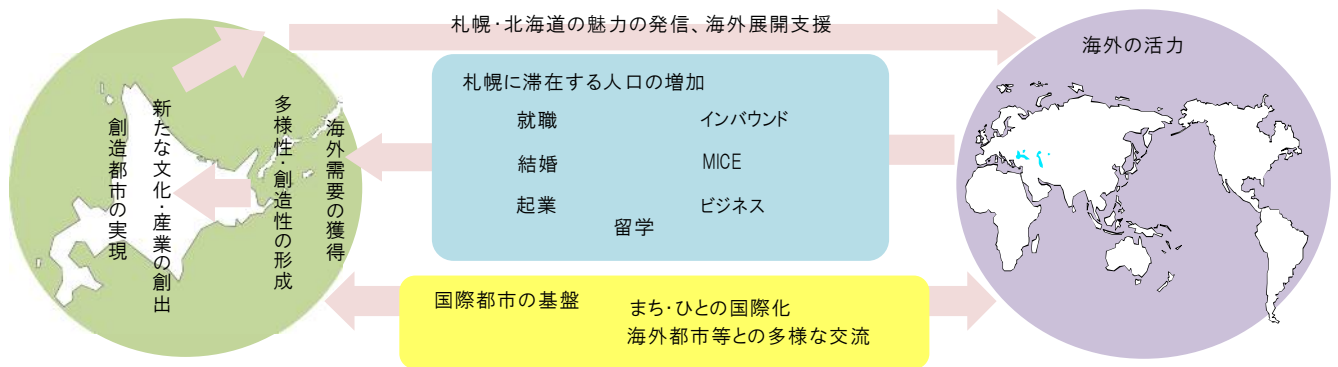 札幌・北海道の魅力の発信、海外展開支援
海外の活力
札幌に滞在する人口の増加
就職
インバウンド
結婚
MICE
起業
ビジネス
留学
海外需要の獲得
多様性・創造性の形成
新たな文化・産業の創出
創造都市の実現
国際都市の基盤
まち・ひとの国際化
海外都市等との多様な交流